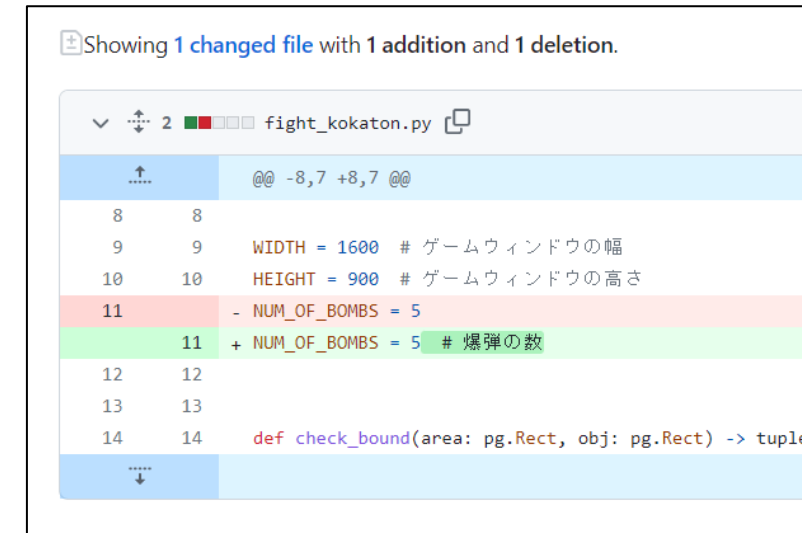 Showing 1 changed file with 1 addition and 1 deletion.
2 fight_kokaton.py
@@ -8,7 +8,7 @@
8 8
9 9 WIDTH = 1600 # ゲームウィンドウの幅
10 10 HEIGHT = 900 # ゲームウィンドウの高さ
11 - NUM_OF_BOMBS = 5
11 + NUM_OF_BOMBS = 5 # 爆弾の数
12 12
13 13
14 14 def check_bound(area: pg.Rect, obj: pg.Rect) -> tuple